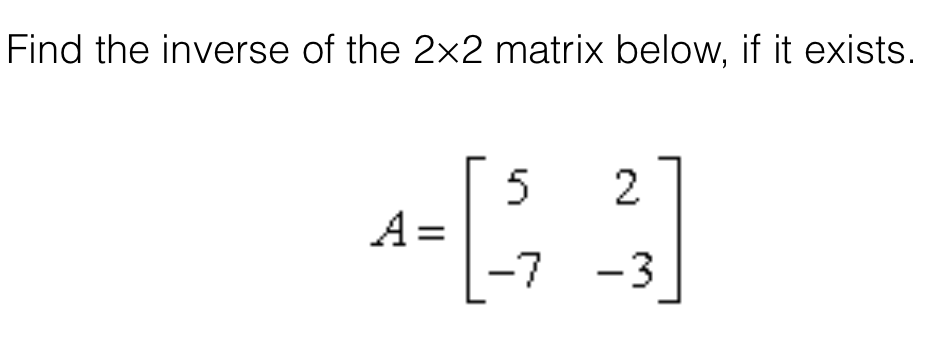 Find the inverse of the 2×2 matrix below, if it exists.
5 2
A=
-7 -3